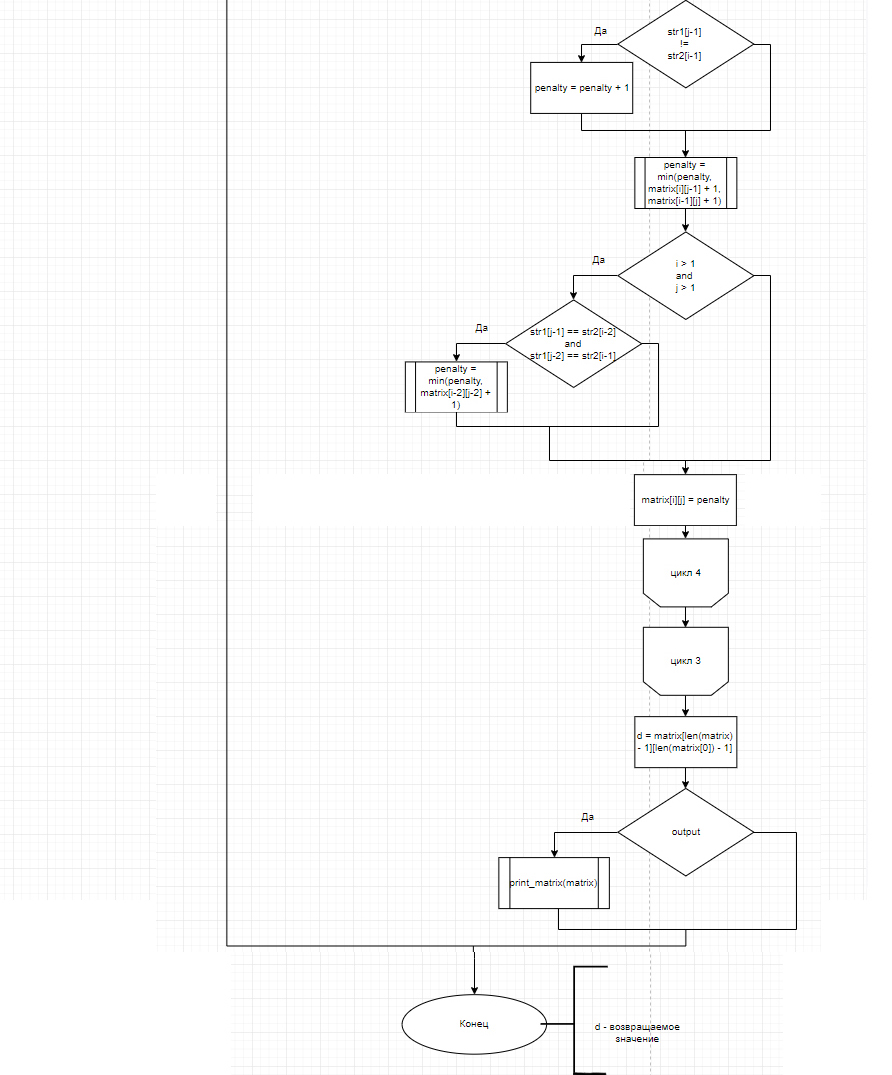 str1[j-1]
!=
str2[i-1]
Да
penalty = penalty + 1
penalty =
min(penalty,
matrix[i][j-1] + 1,
matrix[i-1][j] + 1)
i > 1
and
j > 1
Да
str1[j-1] == str2[i-2]
and
str1[j-2] == str2[i-1]
Да
penalty =
min(penalty,
matrix[i-2][j-2] +
1)
matrix[i][j] = penalty
цикл 4
цикл 3
d = matrix[len(matrix)
- 1][len(matrix[0]) - 1]
output
Да
print_matrix(matrix)
Конец
d - возвращаемое
значение